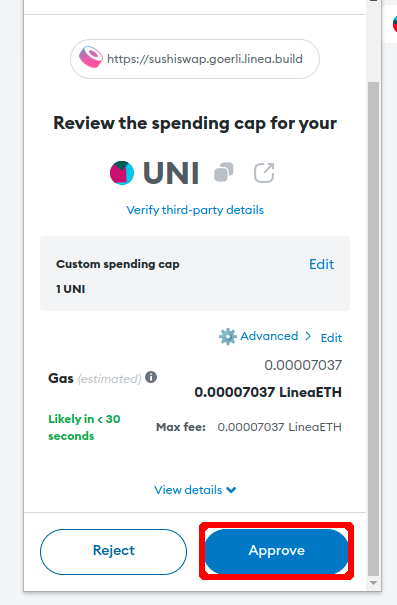 https://sushiswap.goerli.linea.build
Review the spending cap for your
UNI
Verify third-party details
Custom spending cap
Edit
1 UNI
Advanced
Edit
0.00007037
Gas (estimated)
0.00007037 LineaETH
Likely in < 30
seconds
Max fee: 0.00007037 LineaETH
View details
Reject
Approve